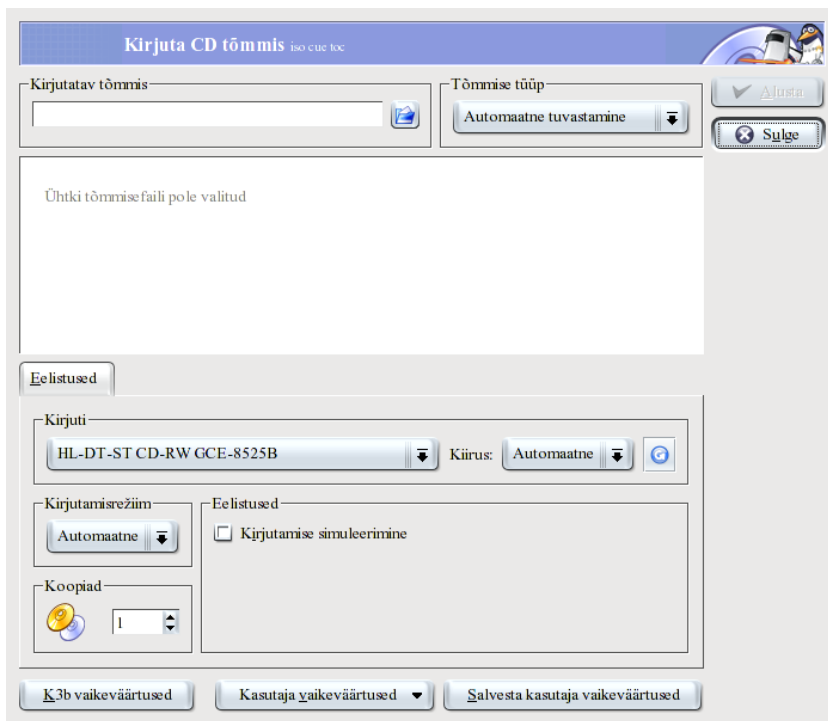 Kirjuta CD tõmmis iso cue toc
Kirjutatav tõmmis
Tõmmise tüüp
Automaatne tuvastamine
Alusta
Sulge
Ühtki tõmmisefaili pole valitud
Eelistused
Kirjuti
HL-DT-ST CD-RW GCE-8525B
Kiirus:
Automaatne
Kirjutamisrežiim
Automaatne
Eelistused
Kirjutamise simuleerimine
Koopiad
1
K3b vaikeväärtused
Kasutaja vaikeväärtused
Salvesta kasutaja vaikeväärtused